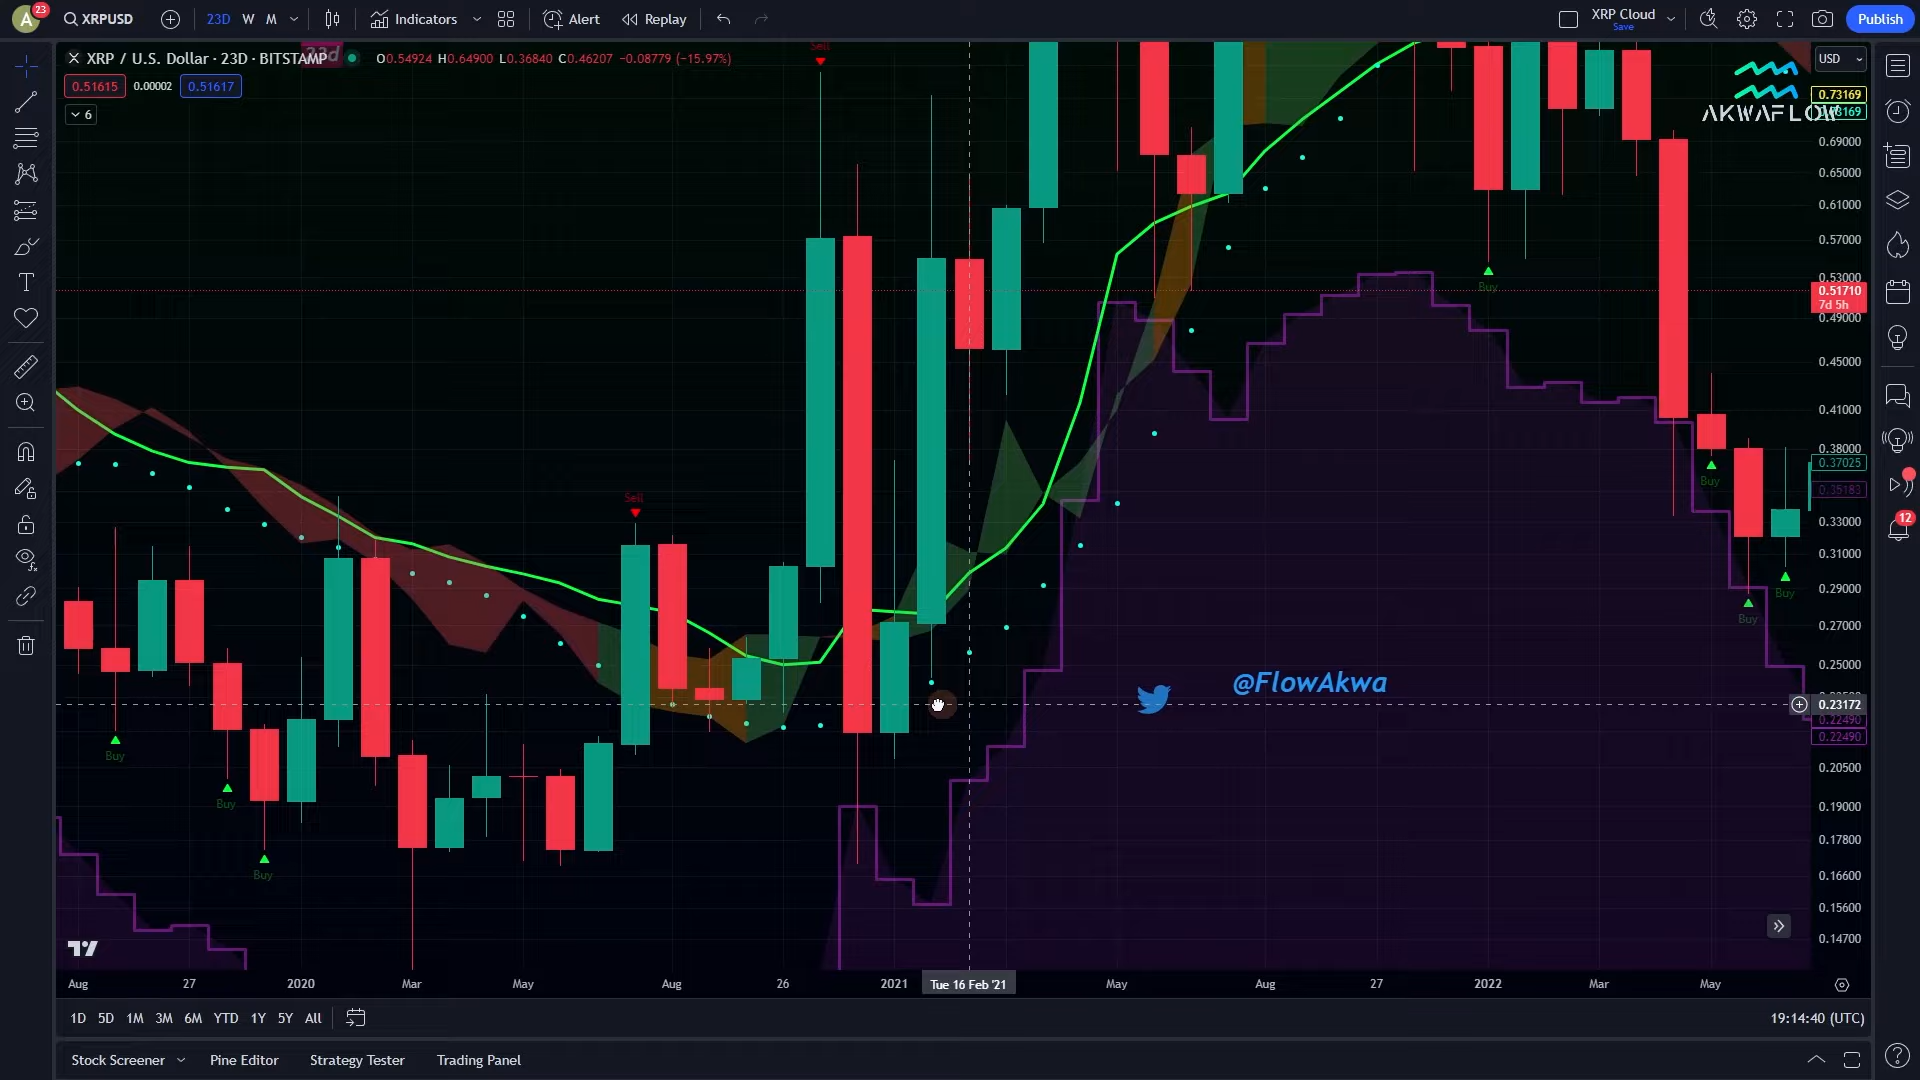 A
23
XRPUSD
23D
W
M
Indicators
Alert
Replay
XRP Cloud
Save
Publish
XRP / U.S. Dollar · 23D · BITSTAMP
23d
O0.54924 H0.64900 L0.36840 C0.46207 −0.08779 (−15.97%)
0.51615
0.00002
0.51617
6
USD
AKWAFLOW
0.73169
0.69000
0.65000
0.61000
0.57000
0.53000
0.51710
7d 5h
0.49000
0.45000
0.41000
0.38000
0.37025
0.35183
0.33000
0.31000
0.29000
0.27000
0.25000
0.23172
0.22490
0.22490
0.20500
0.19000
0.17800
0.16600
0.15600
0.14700
Sell
Sell
Buy
Buy
Buy
Buy
Buy
Buy
Buy
@FlowAkwa
12
Aug
27
2020
Mar
May
Aug
26
2021
Tue 16 Feb '21
May
Aug
27
2022
Mar
May
1D
5D
1M
3M
6M
YTD
1Y
5Y
All
19:14:40 (UTC)
Stock Screener
Pine Editor
Strategy Tester
Trading Panel